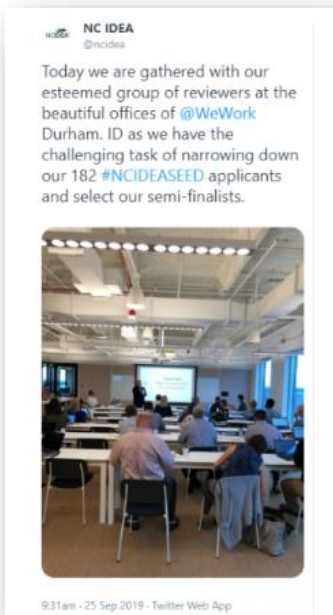 NC IDEA
@ncidea
Today we are gathered with our
esteemed group of reviewers at the
beautiful offices of @WeWork
Durham. ID as we have the
challenging task of narrowing down
our 182 #NCIDEASEED applicants
and select our semi-finalists.
9:31am - 25 Sep 2019 - Twitter Web App